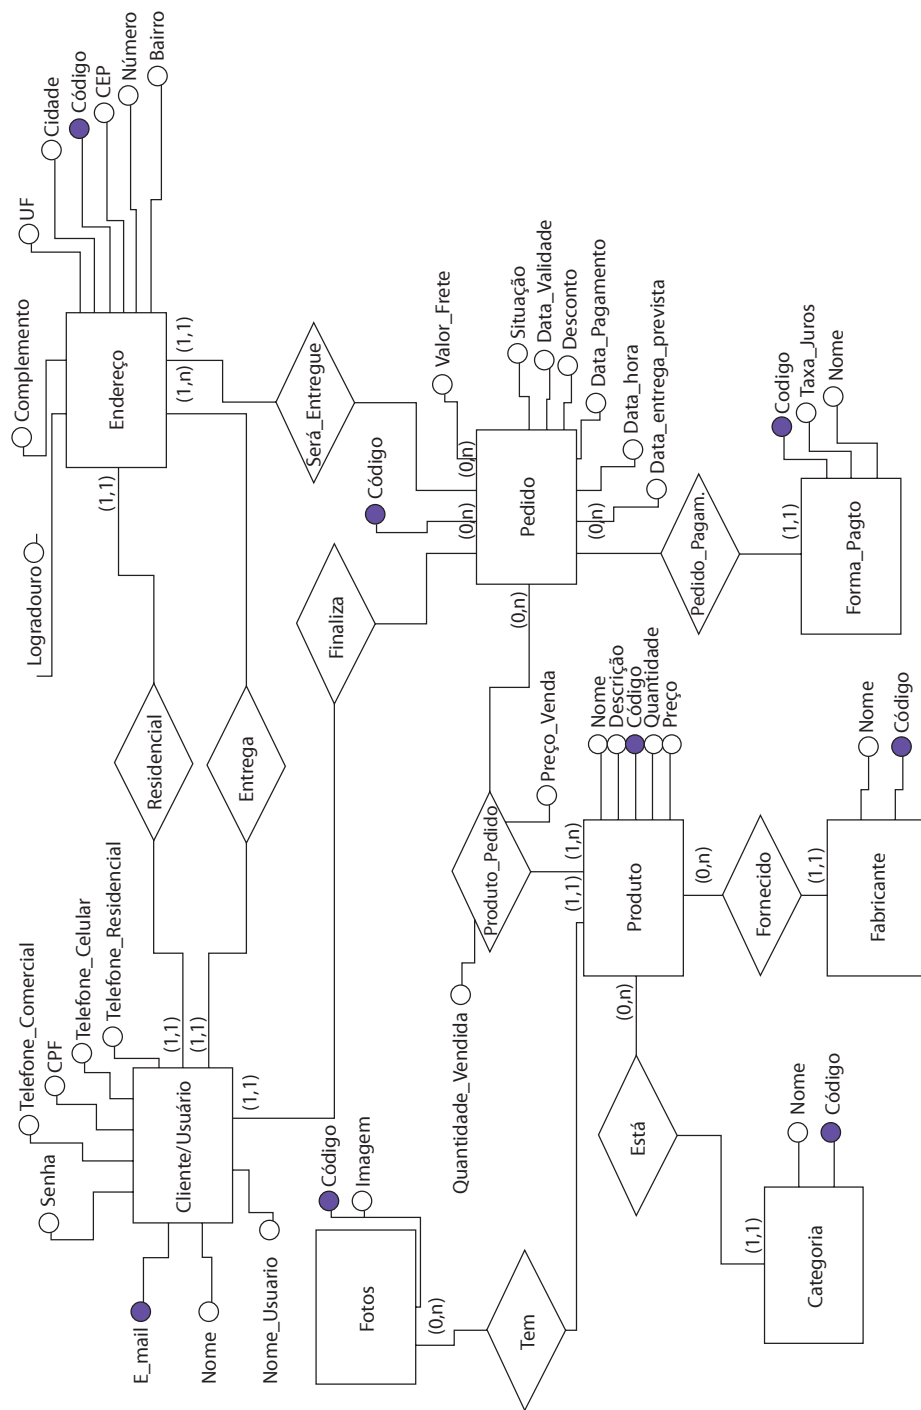 E_mail
Nome
Nome_Usuario
Senha
Telefone_Comercial
CPF
Telefone_Celular
Telefone_Residencial
Cliente/Usuário
(1,1)
(1,1)
(1,1)
Residencial
Entrega
Logradouro
Complemento
UF
Cidade
Código
CEP
Número
Bairro
Endereço
(1,1)
(1,n)
(1,1)
Será_Entregue
Finaliza
Código
Valor_Frete
Situação
Data_Validade
Desconto
Data_Pagamento
Data_hora
Data_entrega_prevista
Pedido
(0,n)
(0,n)
(0,n)
(0,n)
Pedido_Pagam.
(1,1)
Forma_Pagto
Codigo
Taxa_Juros
Nome
Fotos
Código
Imagem
(0,n)
Tem
Quantidade_Vendida
Produto_Pedido
Preço_Venda
(1,1)
(1,n)
Produto
Nome
Descrição
Código
Quantidade
Preço
(0,n)
(0,n)
Está
(1,1)
Categoria
Nome
Código
Fornecido
(1,1)
Fabricante
Nome
Código